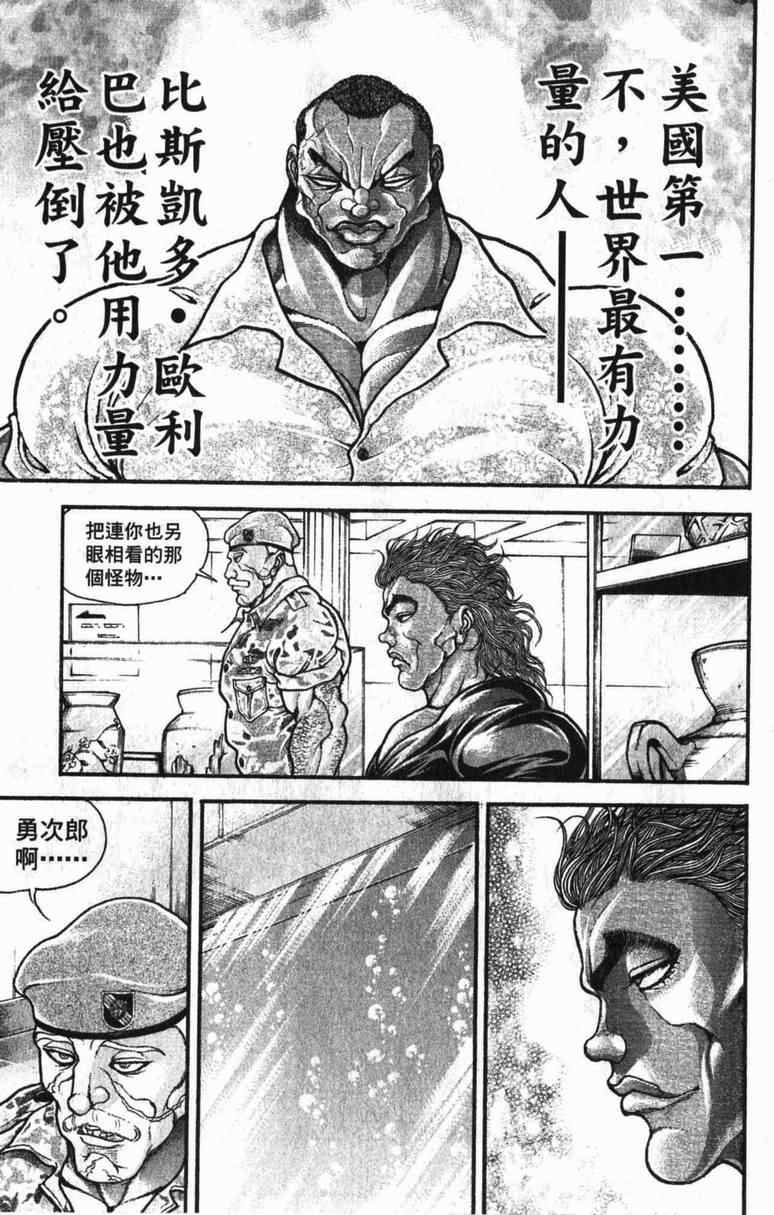 美國第一………
不，世界最有力
量的人——
比斯凱多・歐利
巴也被他用力量
給壓倒了。
把連你也另
眼相看的那
個怪物…
勇次郎
啊……